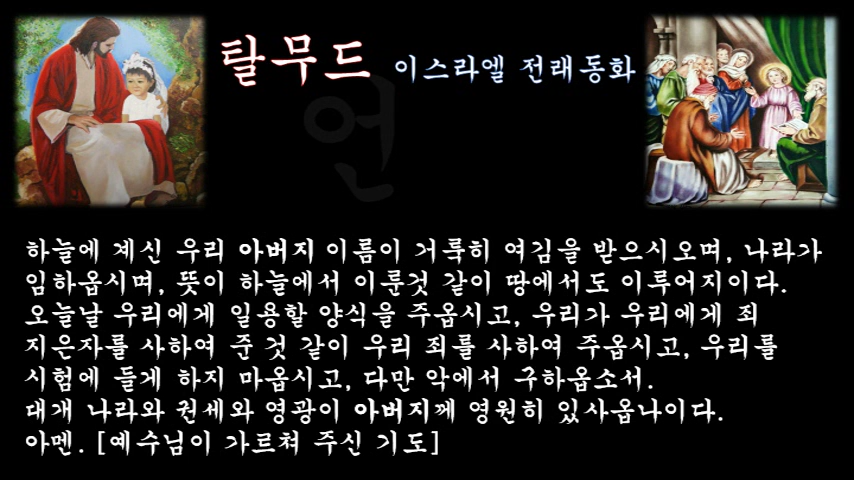 탈무드 이스라엘 전래동화
언
하늘에 계신 우리 아버지 이름이 거룩히 여김을 받으시오며, 나라가
임하옵시며, 뜻이 하늘에서 이룬것 같이 땅에서도 이루어지이다.
오늘날 우리에게 일용할 양식을 주옵시고, 우리가 우리에게 죄
지은자를 사하여 준 것 같이 우리 죄를 사하여 주옵시고, 우리를
시험에 들게 하지 마옵시고, 다만 악에서 구하옵소서.
대개 나라와 권세와 영광이 아버지께 영원히 있사옵나이다.
아멘. [예수님이 가르쳐 주신 기도]